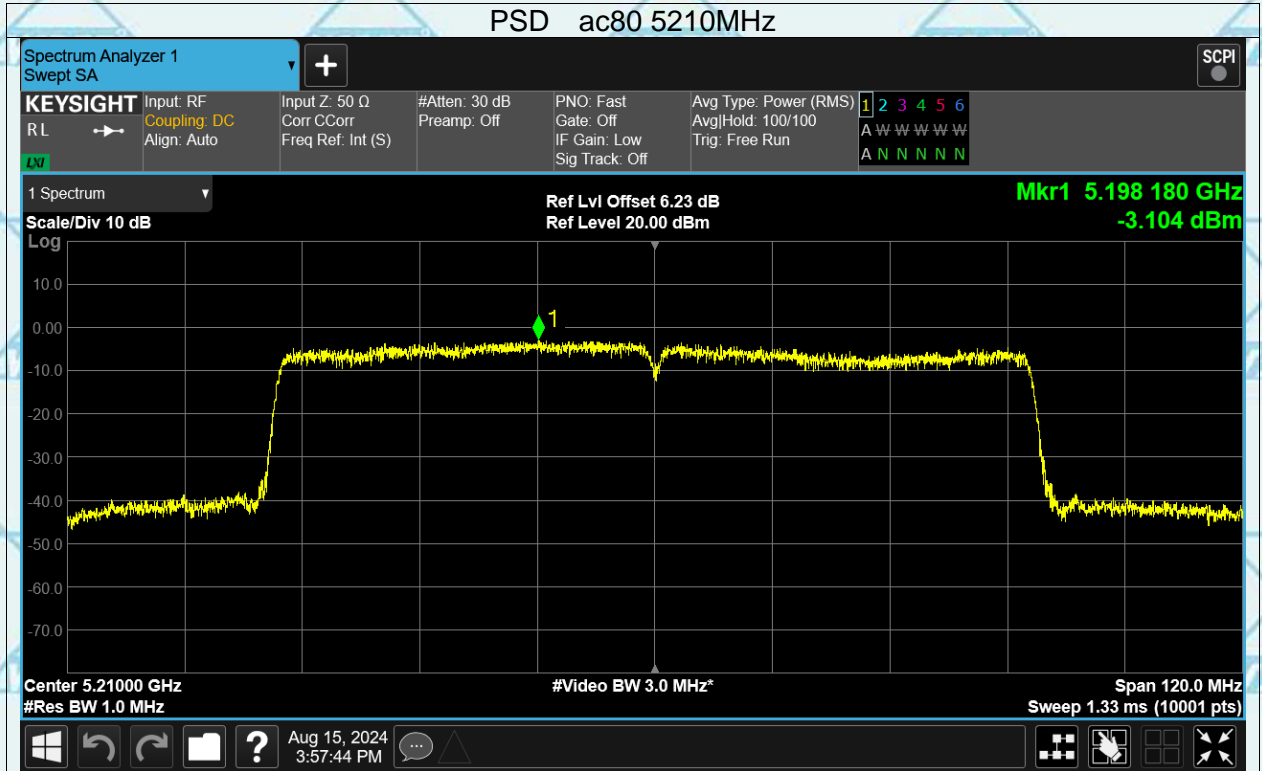 PSD ac80 5210MHz
Spectrum Analyzer 1
Swept SA
+
SCPI
KEYSIGHT
RL
LXI
Input: RF
Coupling: DC
Align: Auto
Input Z: 50 Ω
Corr CCorr
Freq Ref: Int (S)
#Atten: 30 dB
Preamp: Off
PNO: Fast
Gate: Off
IF Gain: Low
Sig Track: Off
Avg Type: Power (RMS)
Avg|Hold: 100/100
Trig: Free Run
1 2 3 4 5 6
A W W W W W
A N N N N N
1 Spectrum
Scale/Div 10 dB
Log
Ref Lvl Offset 6.23 dB
Ref Level 20.00 dBm
Mkr1 5.198 180 GHz
-3.104 dBm
10.0
1
0.00
-10.0
-20.0
-30.0
-40.0
-50.0
-60.0
-70.0
Center 5.21000 GHz
#Res BW 1.0 MHz
#Video BW 3.0 MHz*
Span 120.0 MHz
Sweep 1.33 ms (10001 pts)
?
Aug 15, 2024
3:57:44 PM